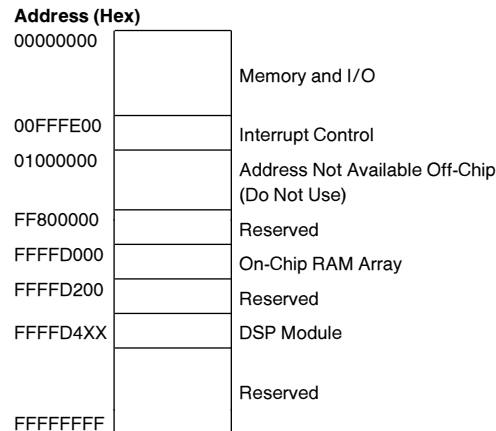 Address (Hex)
00000000
Memory and I/O
00FFFE00
Interrupt Control
01000000
Address Not Available Off-Chip
(Do Not Use)
FF800000
Reserved
FFFFD000
On-Chip RAM Array
FFFFD200
Reserved
FFFFD4XX
DSP Module
Reserved
FFFFFFFF